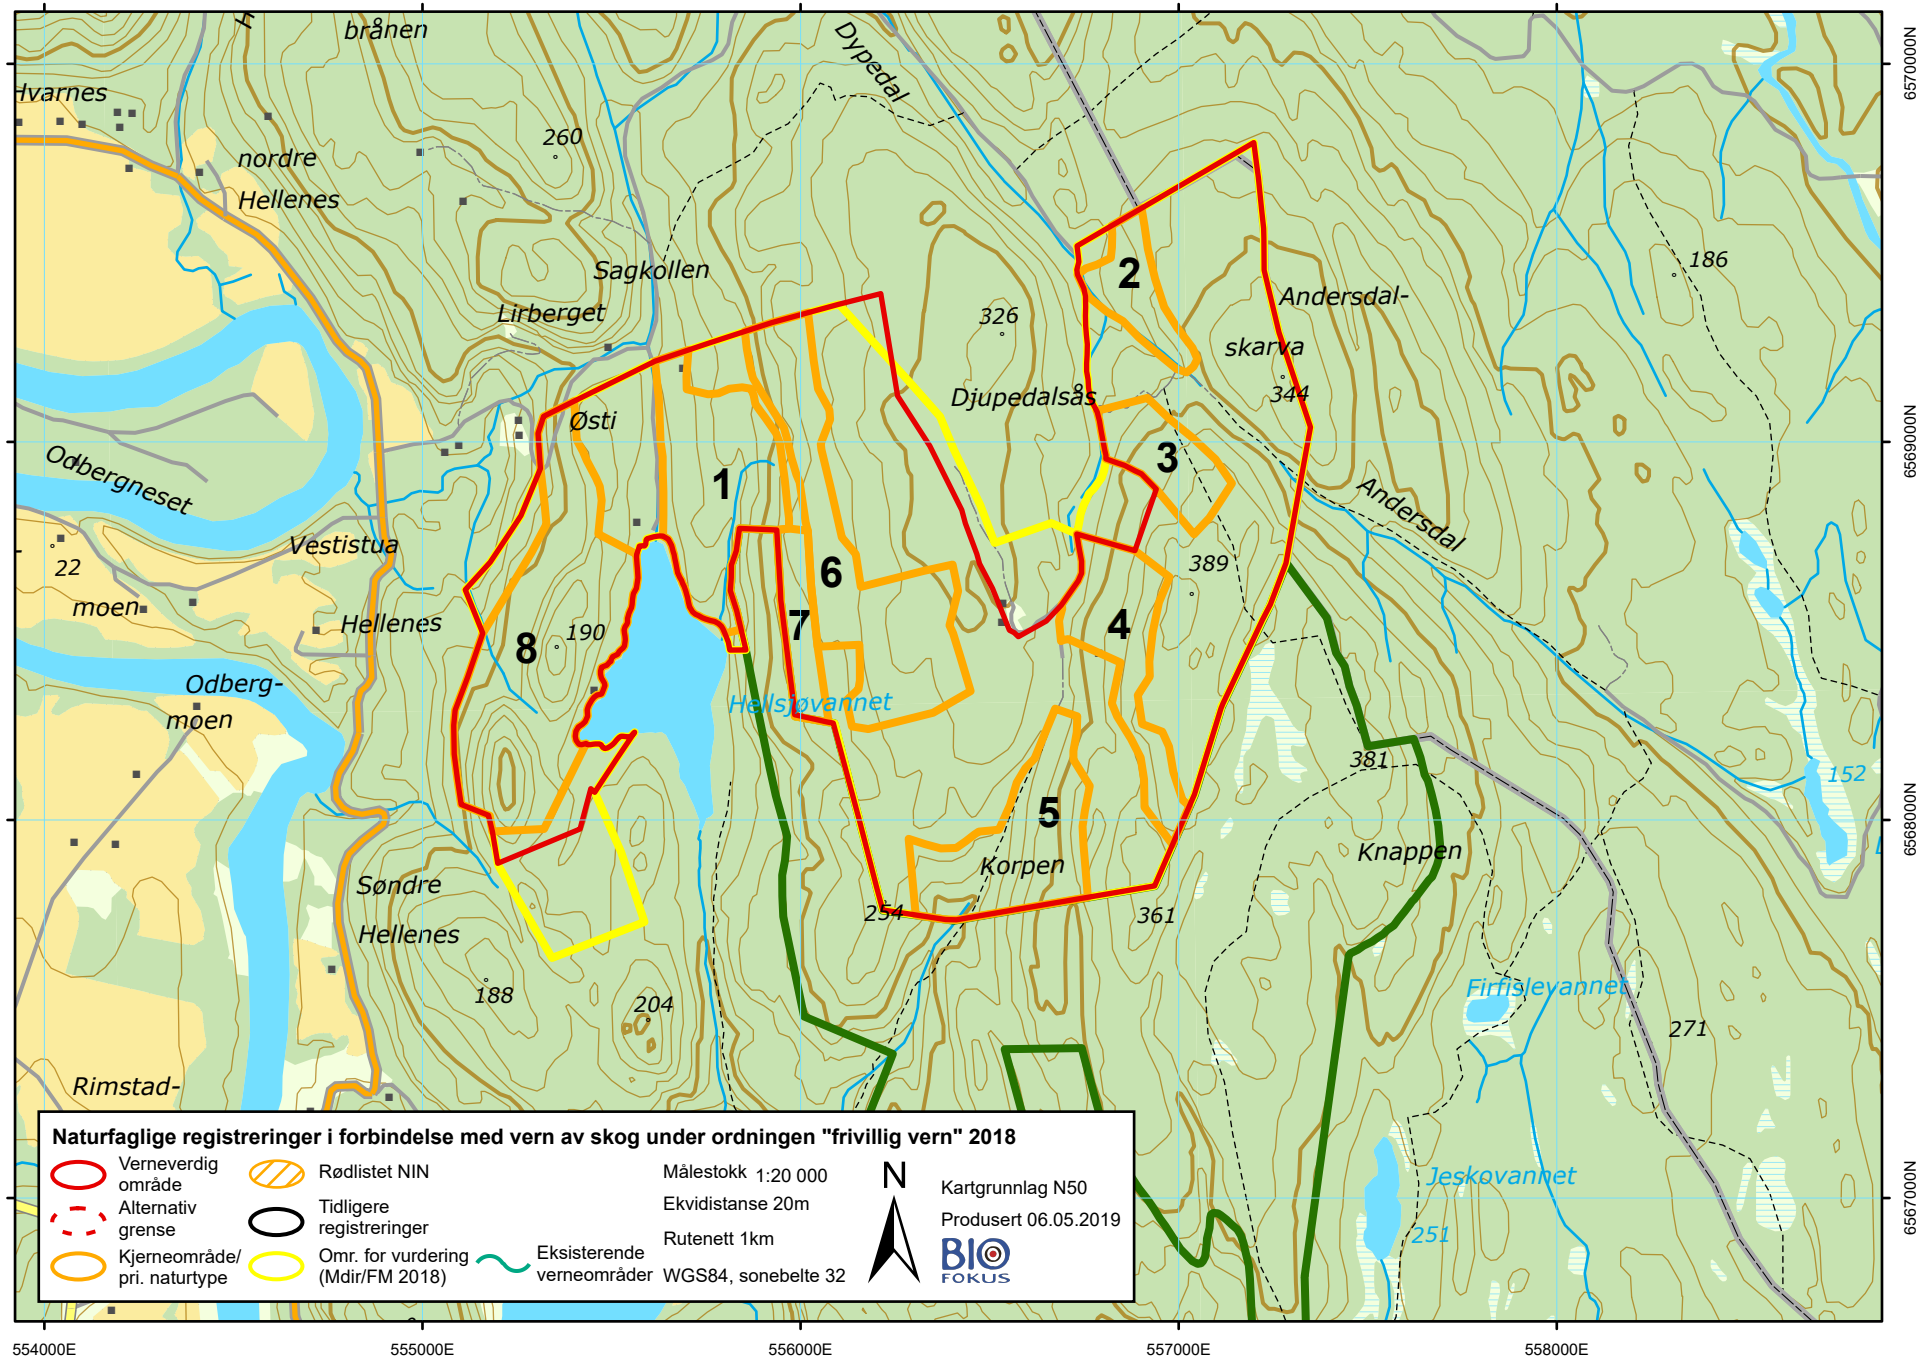 brånen
Hvarnes
Dypedal
260
nordre
Hellenes
Sagkollen
Lirberget
186
2
Andersdal-
326
skarva
344
Djupedalsås
Østi
3
Odbergneset
1
Andersdal
Vestistua
22
moen
389
6
Hellenes
190
7
4
8
Odberg-
moen
Hellsjøvannet
381
152
5
Korpen
Knappen
Søndre
Hellenes
254
361
188
204
Firfislevannet
271
Rimstad-
Jeskovannet
251
Naturfaglige registreringer i forbindelse med vern av skog under ordningen "frivillig vern" 2018
Verneverdig
område
Alternativ
grense
Kjerneområde/
pri. naturtype
Rødlistet NIN
Tidligere
registreringer
Omr. for vurdering
(Mdir/FM 2018)
Eksisterende
verneområder
Målestokk 1:20 000
Ekvidistanse 20m
Rutenett 1km
WGS84, sonebelte 32
N
Kartgrunnlag N50
Produsert 06.05.2019
BIO
FOKUS
6570000N
6569000N
6568000N
6567000N
554000E
555000E
556000E
557000E
558000E